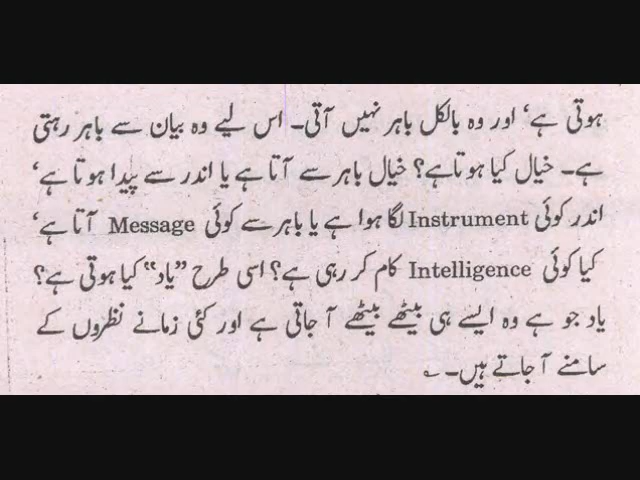 ہوتی ہے‘ اور وہ بالکل باہر نہیں آتی۔ اس لیے وہ بیان سے باہر رہتی
ہے۔ خیال کیا ہوتا ہے؟ خیال باہر سے آتا ہے یا اندر سے پیدا ہوتا ہے‘
اندر کوئی Instrument لگا ہوا ہے یا باہر سے کوئی Message آتا ہے‘
کیا کوئی Intelligence کام کر رہی ہے؟ اسی طرح ”یاد“ کیا ہوتی ہے؟
یاد جو ہے وہ ایسے ہی بیٹھے بیٹھے آ جاتی ہے اور کئی زمانے نظروں کے
سامنے آ جاتے ہیں۔ ؎